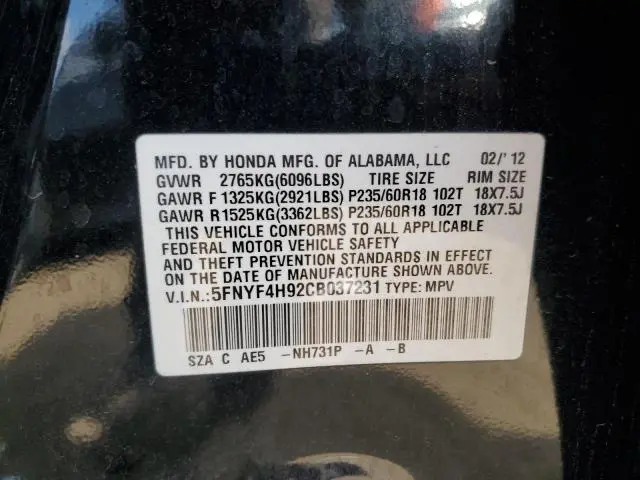 MFD. BY HONDA MFG. OF ALABAMA, LLC 02/'12
GVWR 2765KG(6096LBS) TIRE SIZE RIM SIZE
GAWR F 1325KG(2921LBS) P235/60R18 102T 18X7.5J
GAWR R 1525KG(3362LBS) P235/60R18 102T 18X7.5J
THIS VEHICLE CONFORMS TO ALL APPLICABLE
FEDERAL MOTOR VEHICLE SAFETY
AND THEFT PREVENTION STANDARDS IN EFFECT
ON THE DATE OF MANUFACTURE SHOWN ABOVE.
V.I.N.:5FNYF4H92CB037231 TYPE: MPV
SZA C AE5 -NH731P -A -B